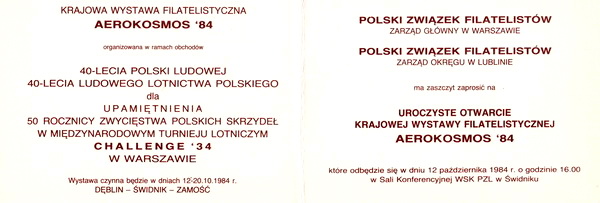 KRAJOWA WYSTAWA FILATELISTYCZNA
AEROKOSMOS '84
organizowana w ramach obchodów
40-LECIA POLSKI LUDOWEJ
40-LECIA LUDOWEGO LOTNICTWA POLSKIEGO
dla
UPAMIĘTNIENIA
50 ROCZNICY ZWYCIĘSTWA POLSKICH SKRZYDEŁ
W MIĘDZYNARODOWYM TURNIEJU LOTNICZYM
CHALLENGE '34
W WARSZAWIE
Wystawa czynna będzie w dniach 12-20.10.1984 r.
DĘBLIN – ŚWIDNIK – ZAMOŚĆ
POLSKI ZWIĄZEK FILATELISTÓW
ZARZĄD GŁÓWNY W WARSZAWIE
POLSKI ZWIĄZEK FILATELISTÓW
ZARZĄD OKRĘGU W LUBLINIE
ma zaszczyt zaprosić na
UROCZYSTE OTWARCIE
KRAJOWEJ WYSTAWY FILATELISTYCZNEJ
AEROKOSMOS '84
które odbędzie się w dniu 12 października 1984 r. o godzinie 16.00
w Sali Konferencyjnej WSK PZL w Świdniku